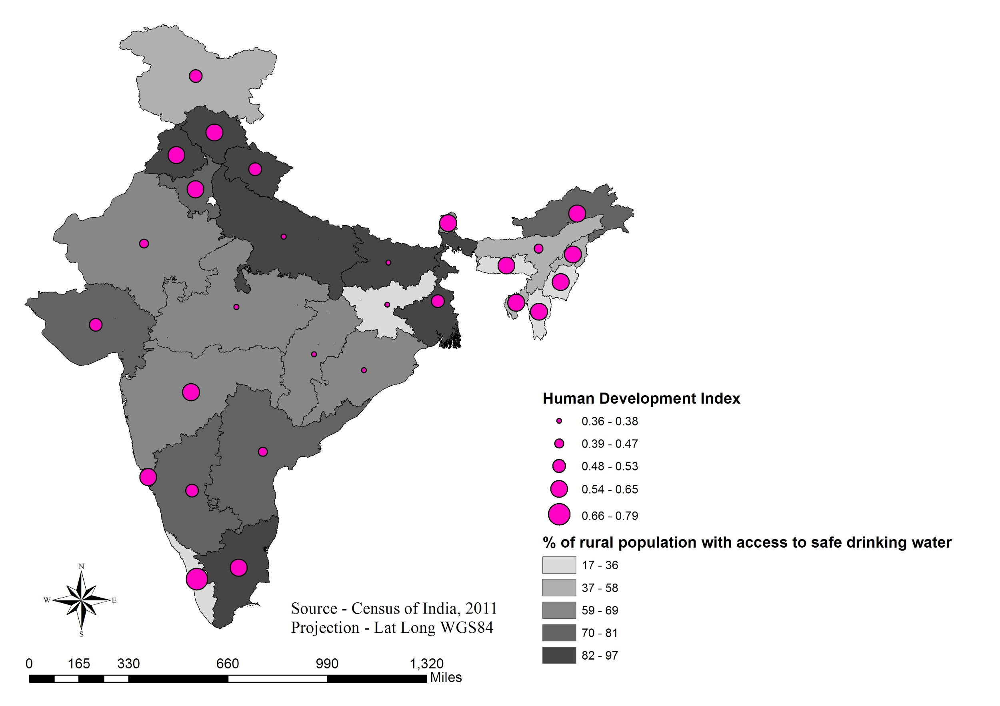 Human Development Index
0.36 - 0.38
0.39 - 0.47
0.48 - 0.53
0.54 - 0.65
0.66 - 0.79
% of rural population with access to safe drinking water
17 - 36
37 - 58
59 - 69
70 - 81
82 - 97
N
W E
S
Source - Census of India, 2011
Projection - Lat Long WGS84
0 165 330 660 990 1,320
Miles